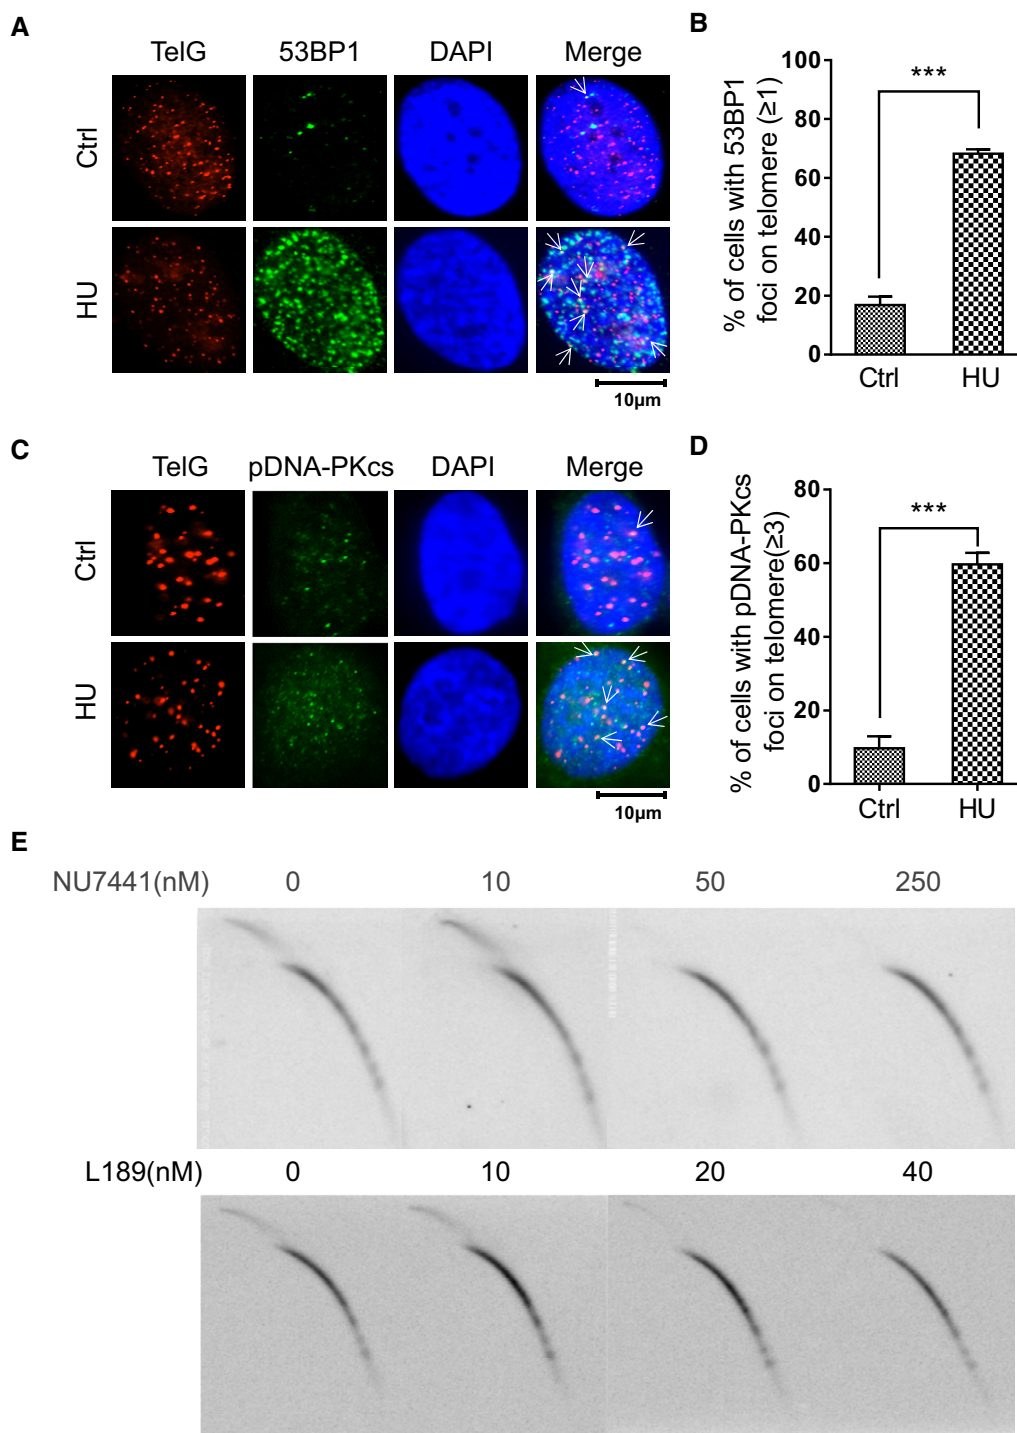 A
TelG 53BP1 DAPI Merge
Ctrl
HU
10μm
B
% of cells with 53BP1
foci on telomere (≥1)
100
80
60
40
20
0
***
Ctrl HU
C
TelG pDNA-PKcs DAPI Merge
Ctrl
HU
10μm
D
% of cells with pDNA-PKcs
foci on telomere(≥3)
80
60
40
20
0
***
Ctrl HU
E
NU7441(nM) 0 10 50 250
L189(nM) 0 10 20 40